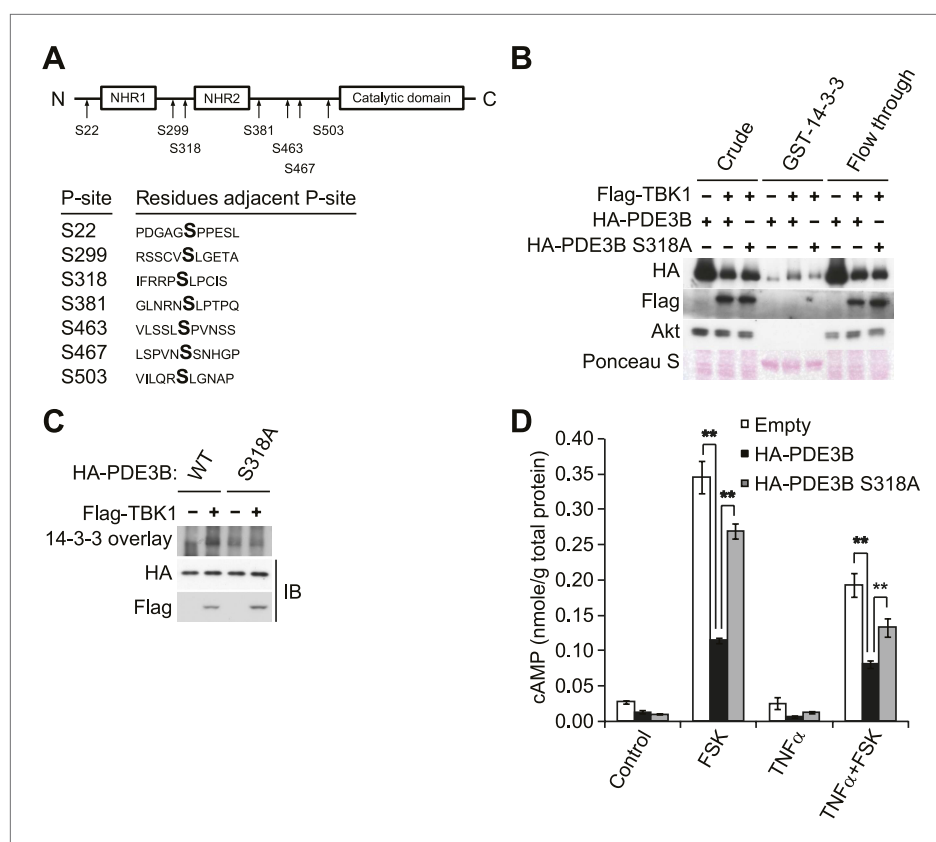 A
N NHR1 NHR2 Catalytic domain C
S22 S299 S381 S503
S318 S463
S467
P-site Residues adjacent P-site
S22 PDGAGSPPESL
S299 RSSCVSLGETA
S318 IFRRPSLPCIS
S381 GLNRNSLPTPQ
S463 VLSSLSPVNSS
S467 LSPVNSSNHGP
S503 VILQRSLGNAP
B
Crude GST-14-3-3 Flow through
Flag-TBK1 – + + – + + – + +
HA-PDE3B + + – + + – + + –
HA-PDE3B S318A – – + – – + – – +
HA
Flag
Akt
Ponceau S
C
HA-PDE3B: WT S318A
Flag-TBK1 – + – +
14-3-3 overlay
HA
Flag
IB
D
Empty
HA-PDE3B
HA-PDE3B S318A
cAMP (nmole/g total protein)
0.40
0.35
0.30
0.25
0.20
0.15
0.10
0.05
0.00
** **
** **
Control FSK TNFα TNFα+FSK